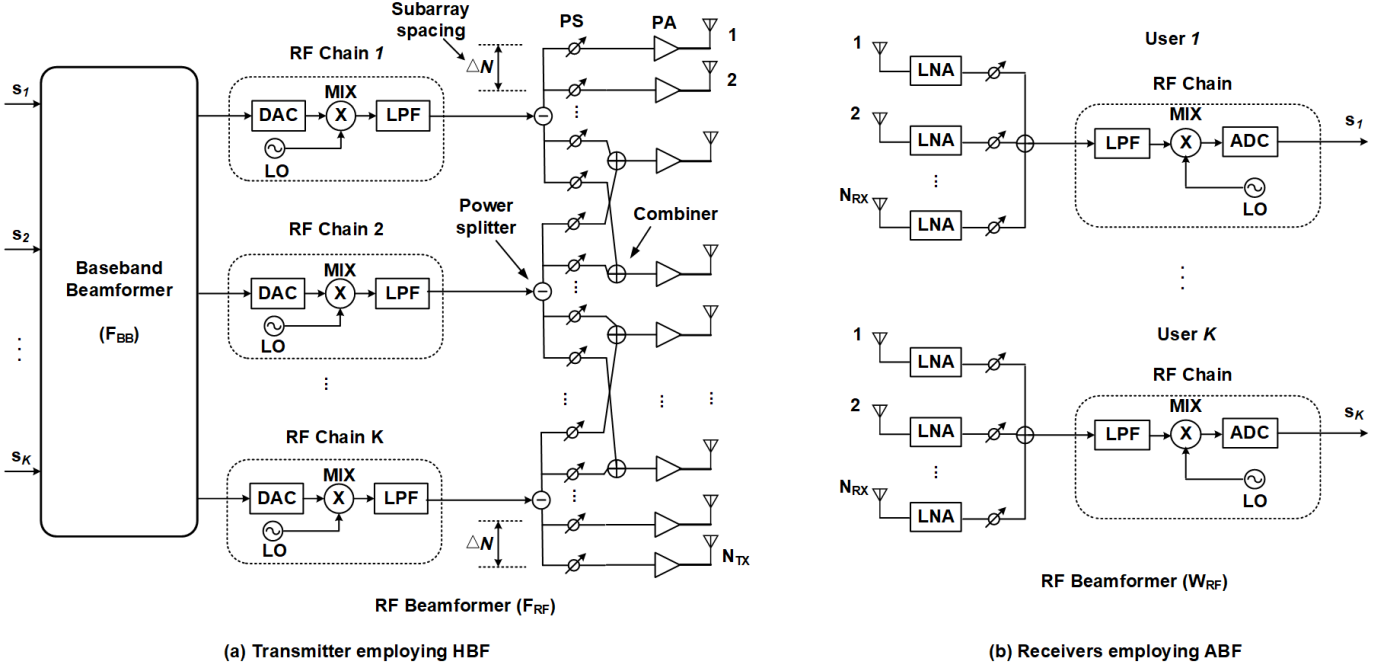 Subarray
spacing
PS
PA
1
RF Chain 1
△N
2
S1
MIX
DAC
X
LPF
LO
Baseband
Beamformer
(FBB)
S2
RF Chain 2
Power
splitter
Combiner
MIX
DAC
X
LPF
LO
SK
RF Chain K
MIX
DAC
X
LPF
LO
△N
NTX
RF Beamformer (FRF)
(a) Transmitter employing HBF
User 1
1
LNA
RF Chain
2
LNA
MIX
LPF
X
ADC
S1
NRX
LNA
LO
User K
1
LNA
RF Chain
2
LNA
MIX
LPF
X
ADC
SK
NRX
LNA
LO
RF Beamformer (WRF)
(b) Receivers employing ABF